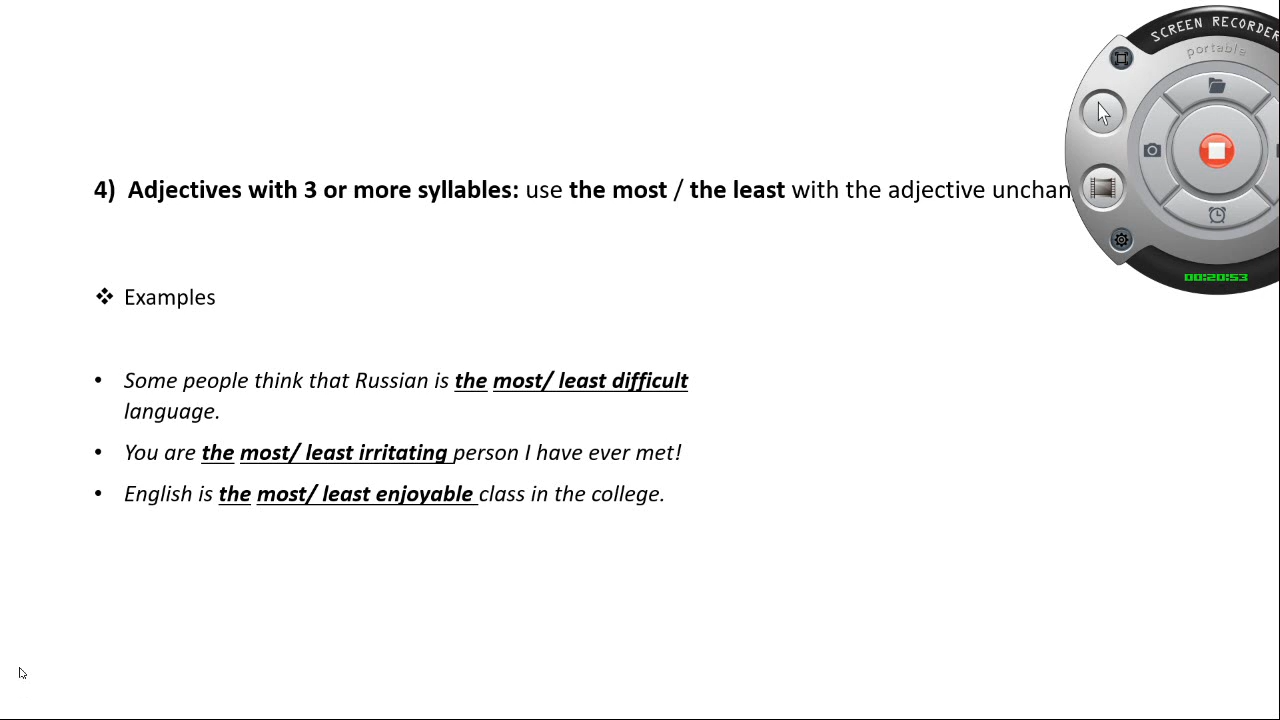 SCREEN RECORDER
portable
4) Adjectives with 3 or more syllables: use the most / the least with the adjective unchan
00:20:53
❖ Examples
• Some people think that Russian is the most/ least difficult
language.
• You are the most/ least irritating person I have ever met!
• English is the most/ least enjoyable class in the college.